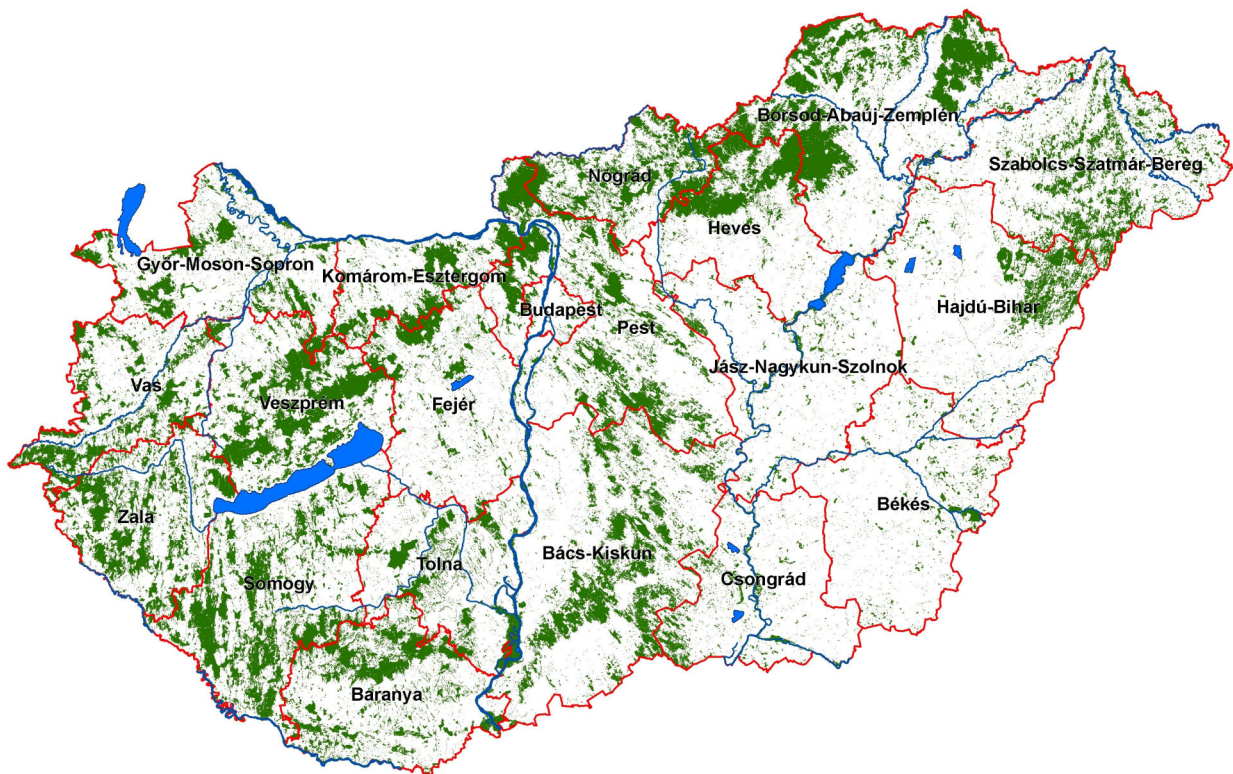 Borsod-Abaúj-Zemplén
Szabolcs-Szatmár-Bereg
Nógrád
Heves
Győr-Moson-Sopron
Komárom-Esztergom
Budapest
Pest
Hajdú-Bihar
Jász-Nagykun-Szolnok
Vas
Veszprém
Fejér
Zala
Békés
Bács-Kiskun
Tolna
Csongrád
Somogy
Baranya